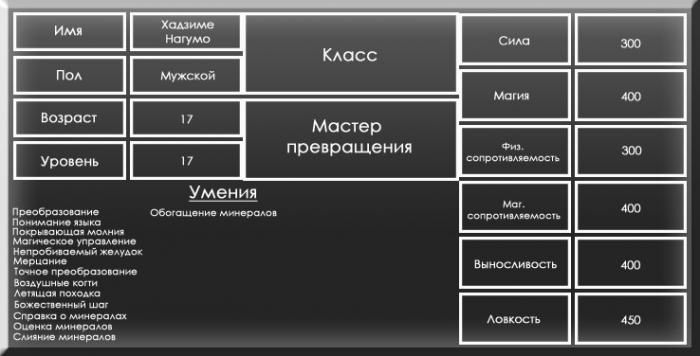 Имя
Хадзиме
Нагумо
Класс
Сила
300
Пол
Мужской
Магия
400
Возраст
17
Мастер
превращения
Физ.
сопротивляемость
300
Уровень
17
Умения
Маг.
сопротивляемость
400
Преобразование
Обогащение минералов
Понимание языка
Покрывающая молния
Магическое управление
Непробиваемый желудок
Мерцание
Точное преобразование
Воздушные когти
Летящая походка
Божественный шаг
Справка о минералах
Оценка минералов
Слияние минералов
Выносливость
400
Ловкость
450